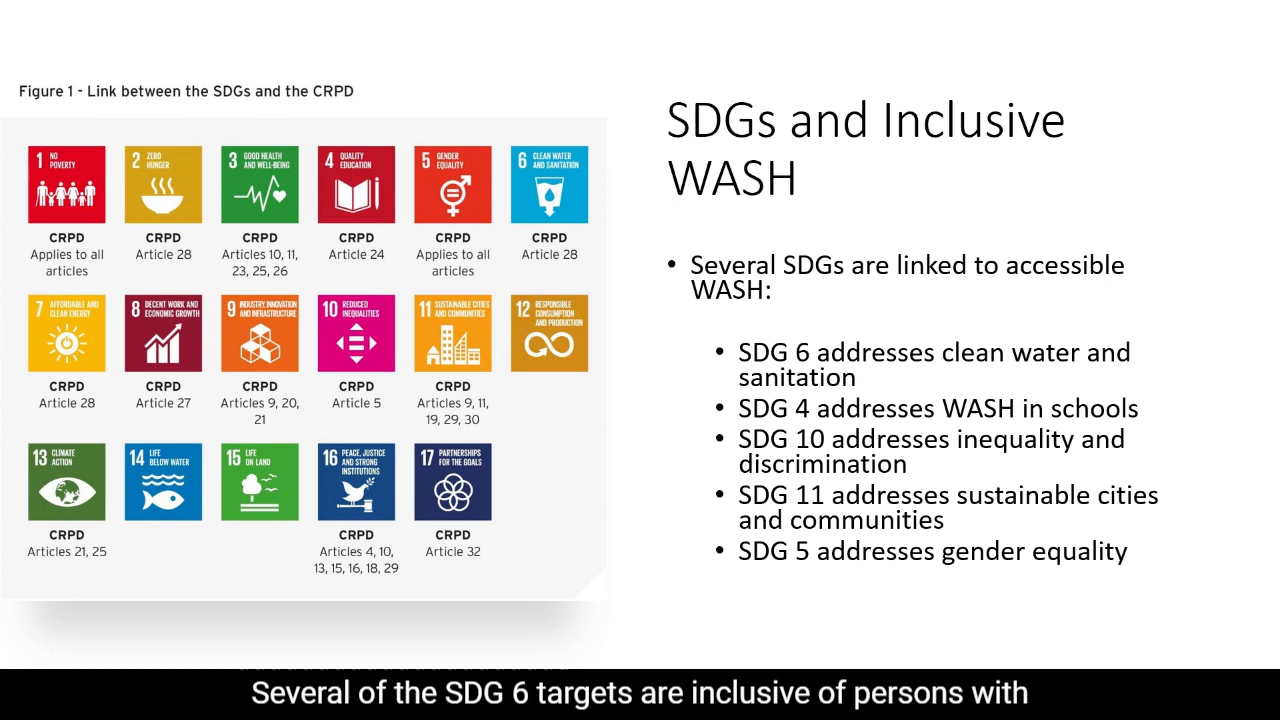 Figure 1 - Link between the SDGs and the CRPD
SDGs and Inclusive
WASH
1 NO
POVERTY
2 ZERO
HUNGER
3 GOOD HEALTH
AND WELL-BEING
4 QUALITY
EDUCATION
5 GENDER
EQUALITY
6 CLEAN WATER
AND SANITATION
CRPD
Applies to all
articles
CRPD
Article 28
CRPD
Articles 10, 11,
23, 25, 26
CRPD
Article 24
CRPD
Applies to all
articles
CRPD
Article 28
7 AFFORDABLE AND
CLEAN ENERGY
8 DECENT WORK AND
ECONOMIC GROWTH
9 INDUSTRY, INNOVATION
AND INFRASTRUCTURE
10 REDUCED
INEQUALITIES
11 SUSTAINABLE CITIES
AND COMMUNITIES
12 RESPONSIBLE
CONSUMPTION
AND PRODUCTION
CRPD
Article 28
CRPD
Article 27
CRPD
Articles 9, 20,
21
CRPD
Article 5
CRPD
Articles 9, 11,
19, 29, 30
13 CLIMATE
ACTION
14 LIFE
BELOW WATER
15 LIFE
ON LAND
16 PEACE, JUSTICE
AND STRONG
INSTITUTIONS
17 PARTNERSHIPS
FOR THE GOALS
CRPD
Articles 21, 25
CRPD
Articles 4, 10,
13, 15, 16, 18, 29
CRPD
Article 32
• Several SDGs are linked to accessible
WASH:
• SDG 6 addresses clean water and
sanitation
• SDG 4 addresses WASH in schools
• SDG 10 addresses inequality and
discrimination
• SDG 11 addresses sustainable cities
and communities
• SDG 5 addresses gender equality
Several of the SDG 6 targets are inclusive of persons with